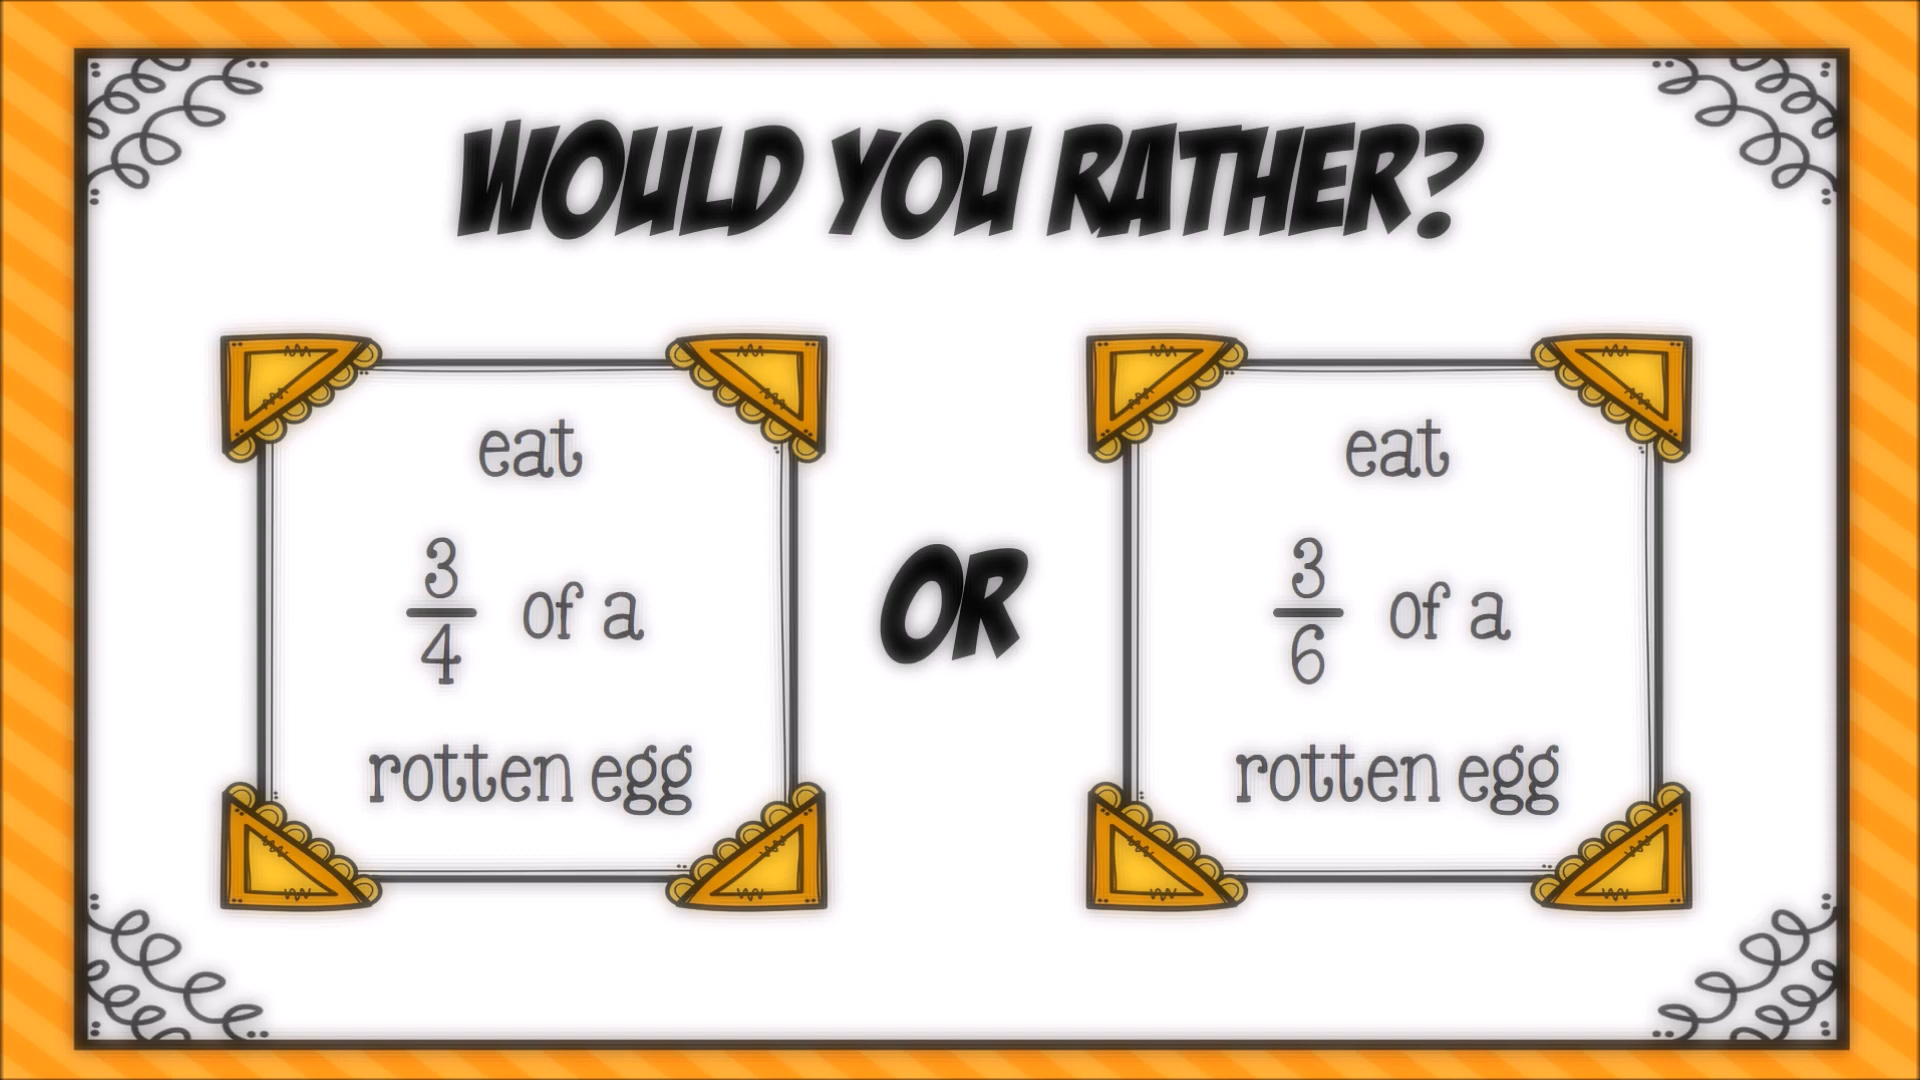 WOULD YOU RATHER?
eat
3/4 of a
rotten egg
OR
eat
3/6 of a
rotten egg